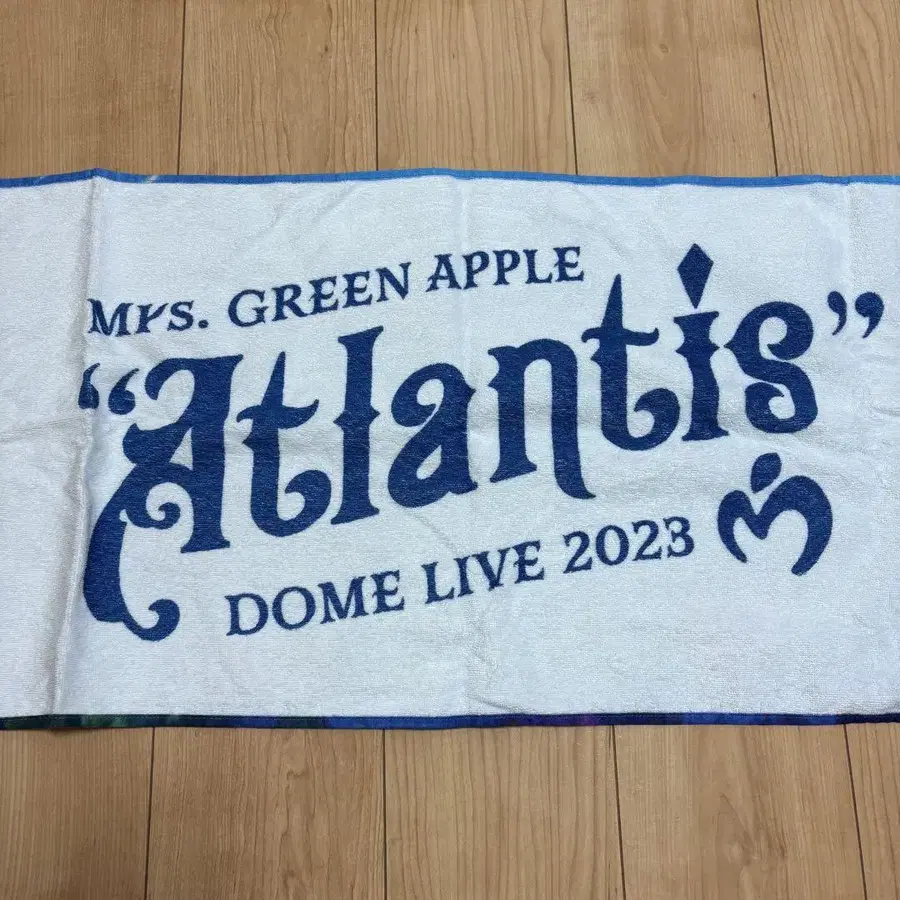 Mrs. GREEN APPLE
“Atlantis”
DOME LIVE 2023